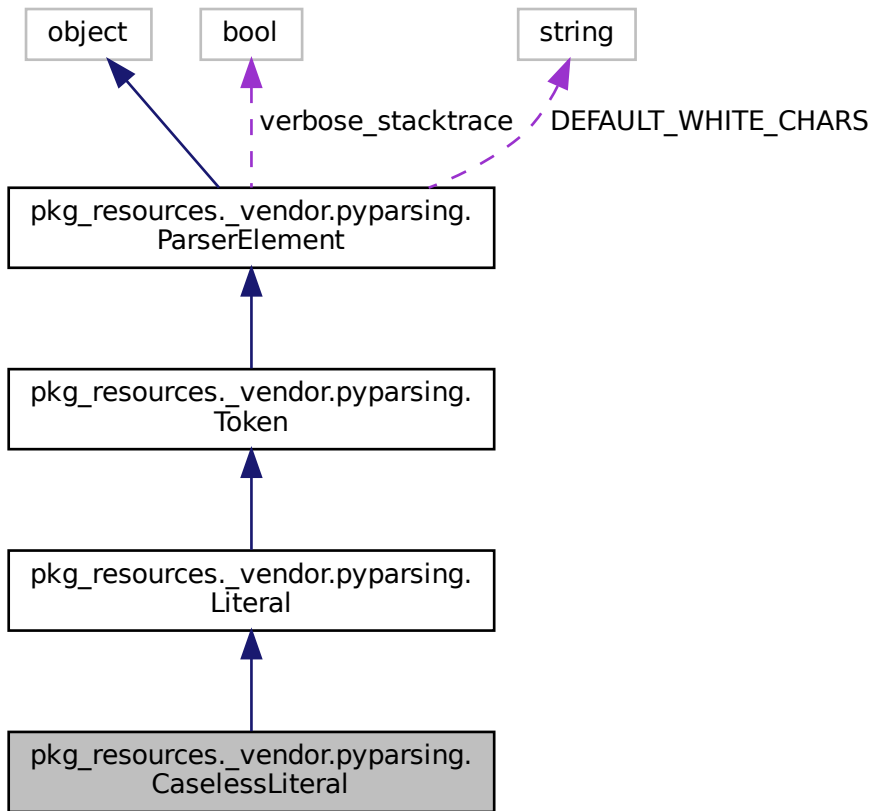 object
bool
string
verbose_stacktrace
DEFAULT_WHITE_CHARS
pkg_resources._vendor.pyparsing.
ParserElement
pkg_resources._vendor.pyparsing.
Token
pkg_resources._vendor.pyparsing.
Literal
pkg_resources._vendor.pyparsing.
CaselessLiteral